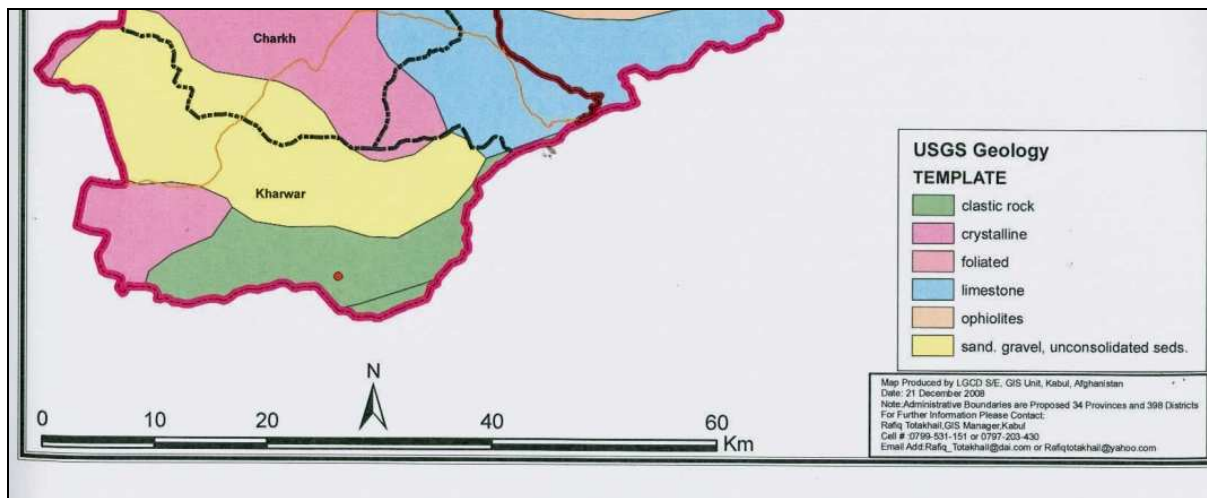 Charkh
Kharwar
USGS Geology
TEMPLATE
clastic rock
crystalline
foliated
limestone
ophiolites
sand. gravel, unconsolidated seds.
N
0 10 20 40 60
Km
Map Produced by LGCD S/E, GIS Unit, Kabul, Afghanistan
Date: 21 December 2008
Note:Administrative Boundaries are Proposed 34 Provinces and 398 Districts
For Further Information Please Contact:
Rafiq Totakhail,GIS Manager,Kabul
Cell # :0799-531-151 or 0797-203-430
Email Add:Rafiq_Totakhail@dai.com or Rafiqtotakhail@yahoo.com